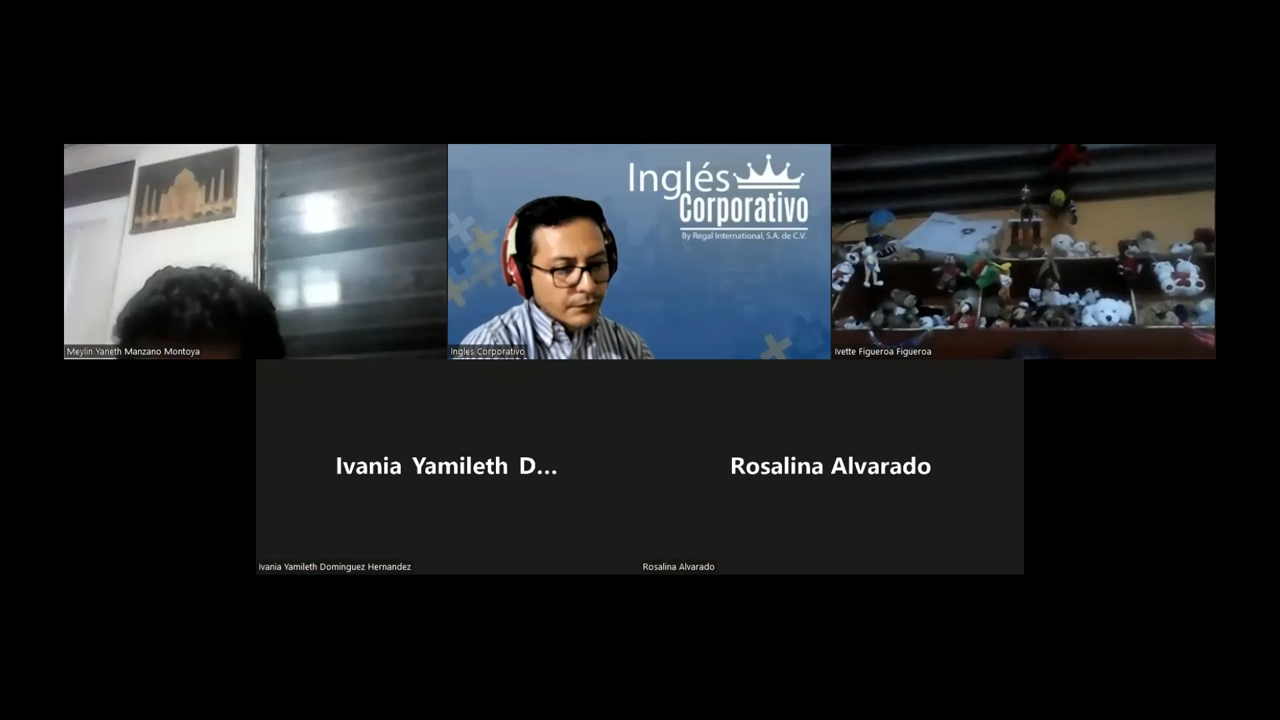 Inglés
Corporativo
By Regal International, S.A. de C.V.
Meylin Yaneth Manzano Montoya
Ingles Corporativo
Ivette Figueroa Figueroa
Ivania Yamileth D...
Rosalina Alvarado
Ivania Yamileth Dominguez Hernandez
Rosalina Alvarado